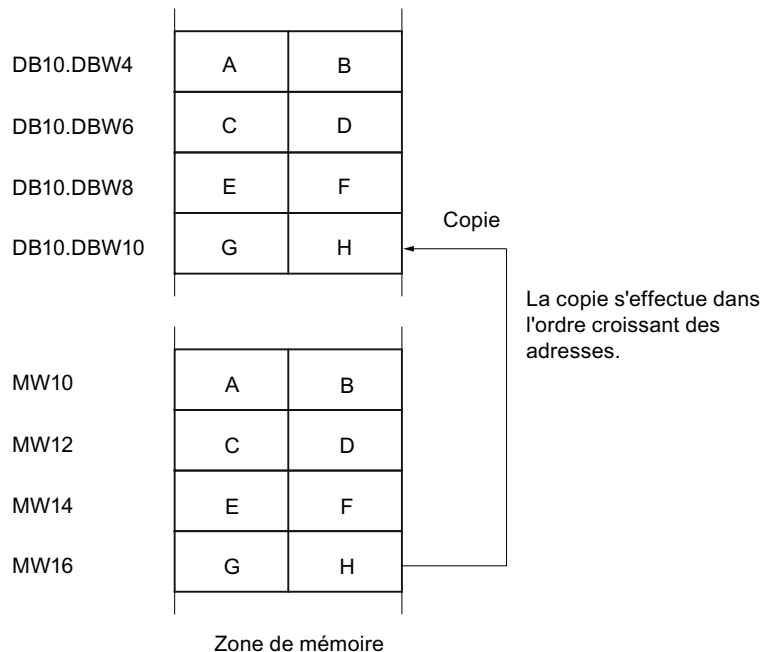 DB10.DBW4 A B
DB10.DBW6 C D
DB10.DBW8 E F
DB10.DBW10 G H
Copie
La copie s'effectue dans
l'ordre croissant des
adresses.
MW10 A B
MW12 C D
MW14 E F
MW16 G H
Zone de mémoire